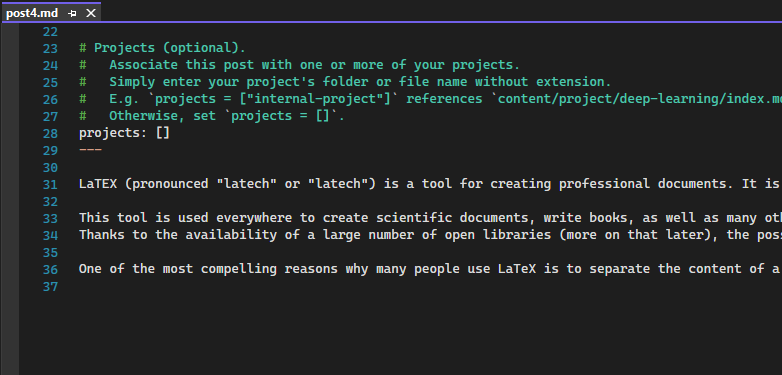 post4.md
22
23 # Projects (optional).
24 #   Associate this post with one or more of your projects.
25 #   Simply enter your project's folder or file name without extension.
26 #   E.g. `projects = ["internal-project"]` references `content/project/deep-learning/index.m
27 #   Otherwise, set `projects = []`.
28 projects: []
29 ---
30
31 LaTEX (pronounced "latech" or "latech") is a tool for creating professional documents. It is
32
33 This tool is used everywhere to create scientific documents, write books, as well as many
34 Thanks to the availability of a large number of open libraries (more on that later), the
35
36 One of the most compelling reasons why many people use LaTeX is to separate the content of a
37